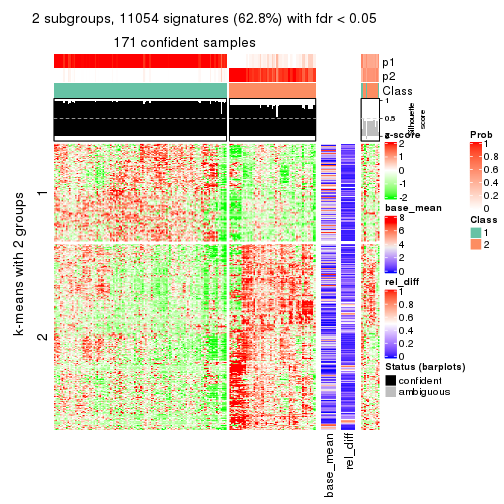 2 subgroups, 11054 signatures (62.8%) with fdr < 0.05
171 confident samples
p1
p2
Class
1
0.5
0
Silhouette
score
k-means with 2 groups
1
2
base_mean
rel_diff
z-score
2
1
0
-1
-2
base_mean
8
6
4
2
0
rel_diff
1
0.8
0.6
0.4
0.2
0
Status (barplots)
confident
ambiguous
Prob
1
0.8
0.6
0.4
0.2
0
Class
1
2